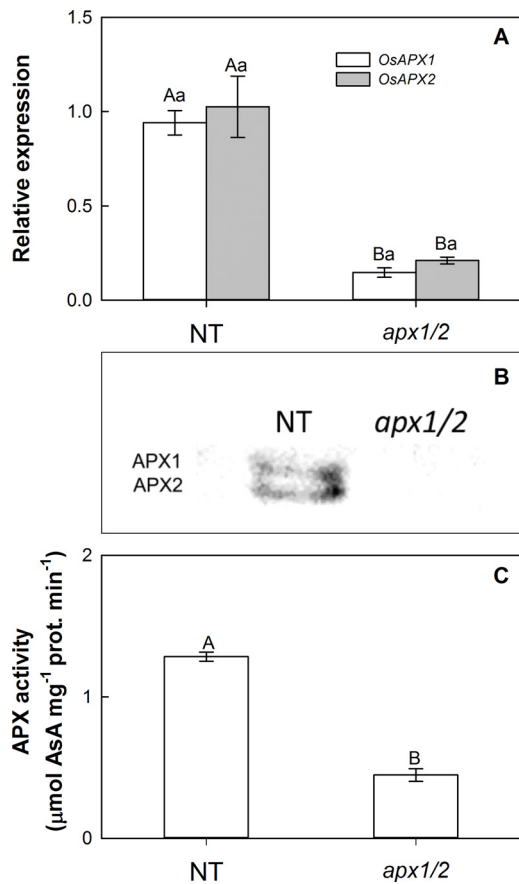 A
1.5
1.0
0.5
0.0
Relative expression
OsAPX1
OsAPX2
Aa
Aa
Ba
Ba
NT
apx1/2
B
NT
apx1/2
APX1
APX2
C
2
1
0
APX activity
(μmol AsA mg⁻¹ prot. min⁻¹)
A
B
NT
apx1/2